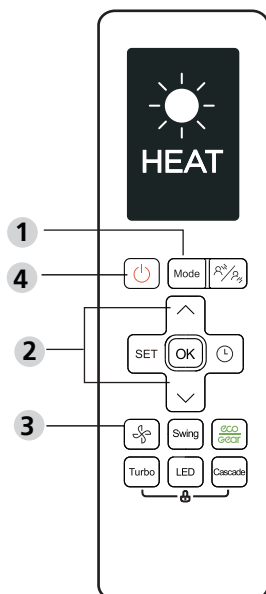 HEAT
1
4
Mode
2
SET OK
3
Swing eco gear
Turbo LED Cascade